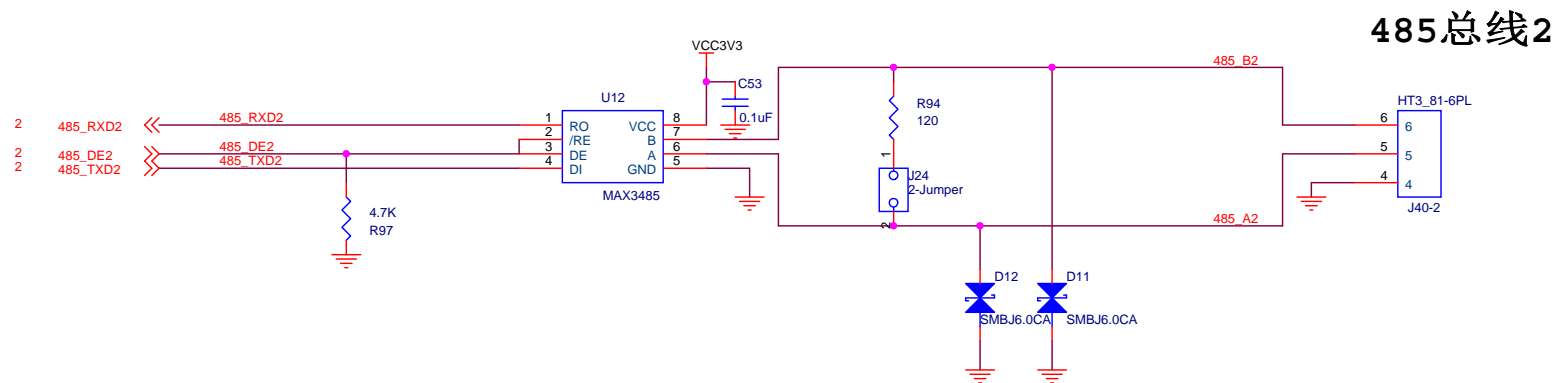 485总线2
VCC3V3
485_B2
C53
0.1uF
U12
R94
120
HT3_81-6PL
2 485_RXD2 485_RXD2 1 RO VCC 8
6 6
2 /RE B 7
2 485_DE2 485_DE2 3 DE A 6
5 5
2 485_TXD2 485_TXD2 4 DI GND 5
1
J24
2-Jumper
2
4 4
MAX3485
J40-2
4.7K
R97
485_A2
D12
D11
SMBJ6.0CA
SMBJ6.0CA